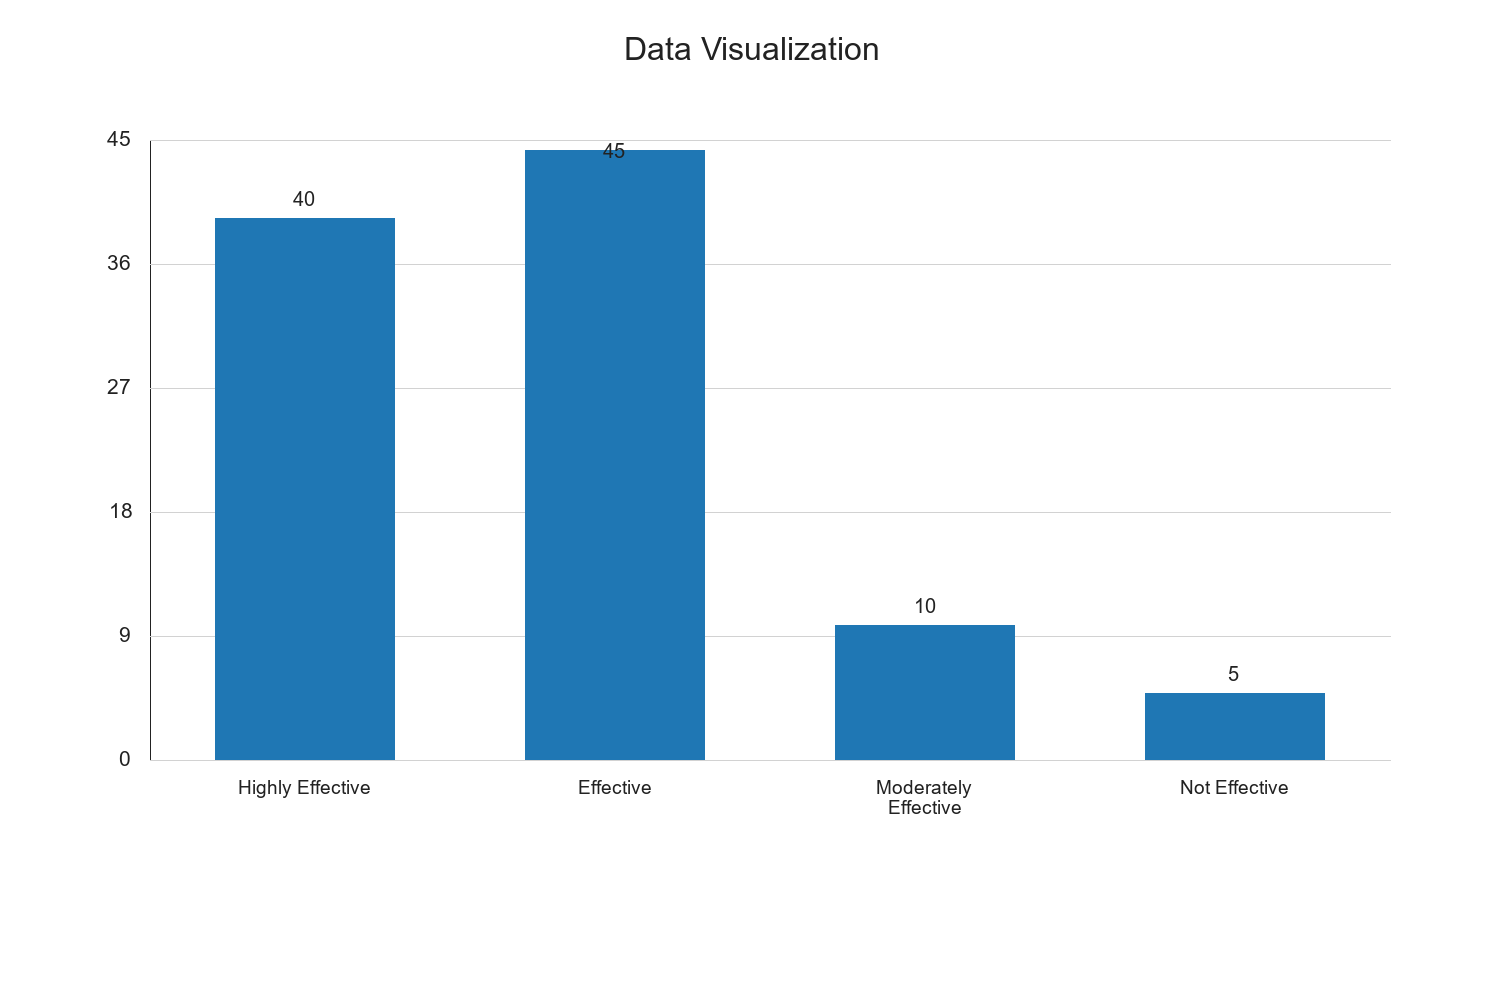 Data Visualization
45
36
27
18
9
0
40
45
10
5
Highly Effective
Effective
Moderately
Effective
Not Effective